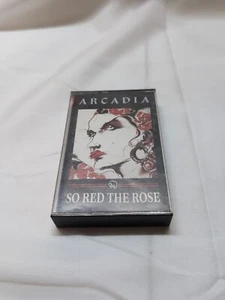 ARCADIA
SO RED THE ROSE